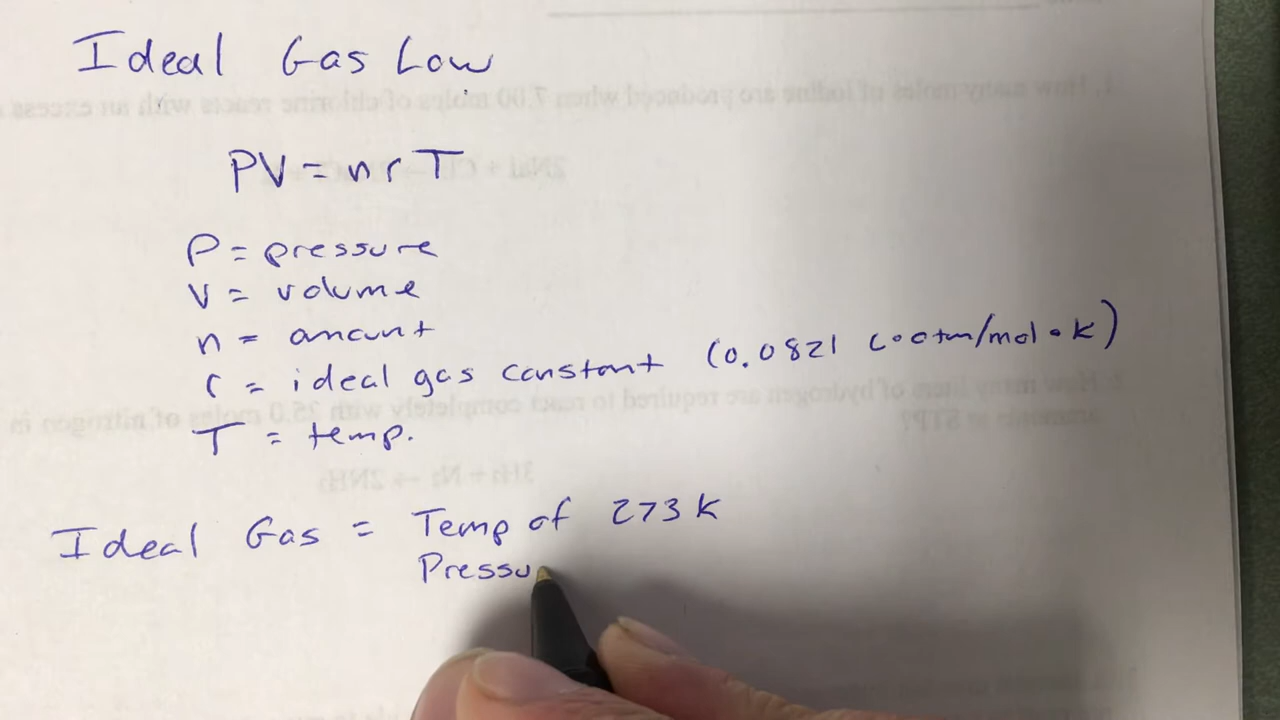 Ideal Gas Low
PV = nrT
P = pressure
V = volume
n = amount
r = ideal gas constant (0.0821 L•atm/mol•K)
T = temp.
Ideal Gas = Temp of 273 K
Pressu